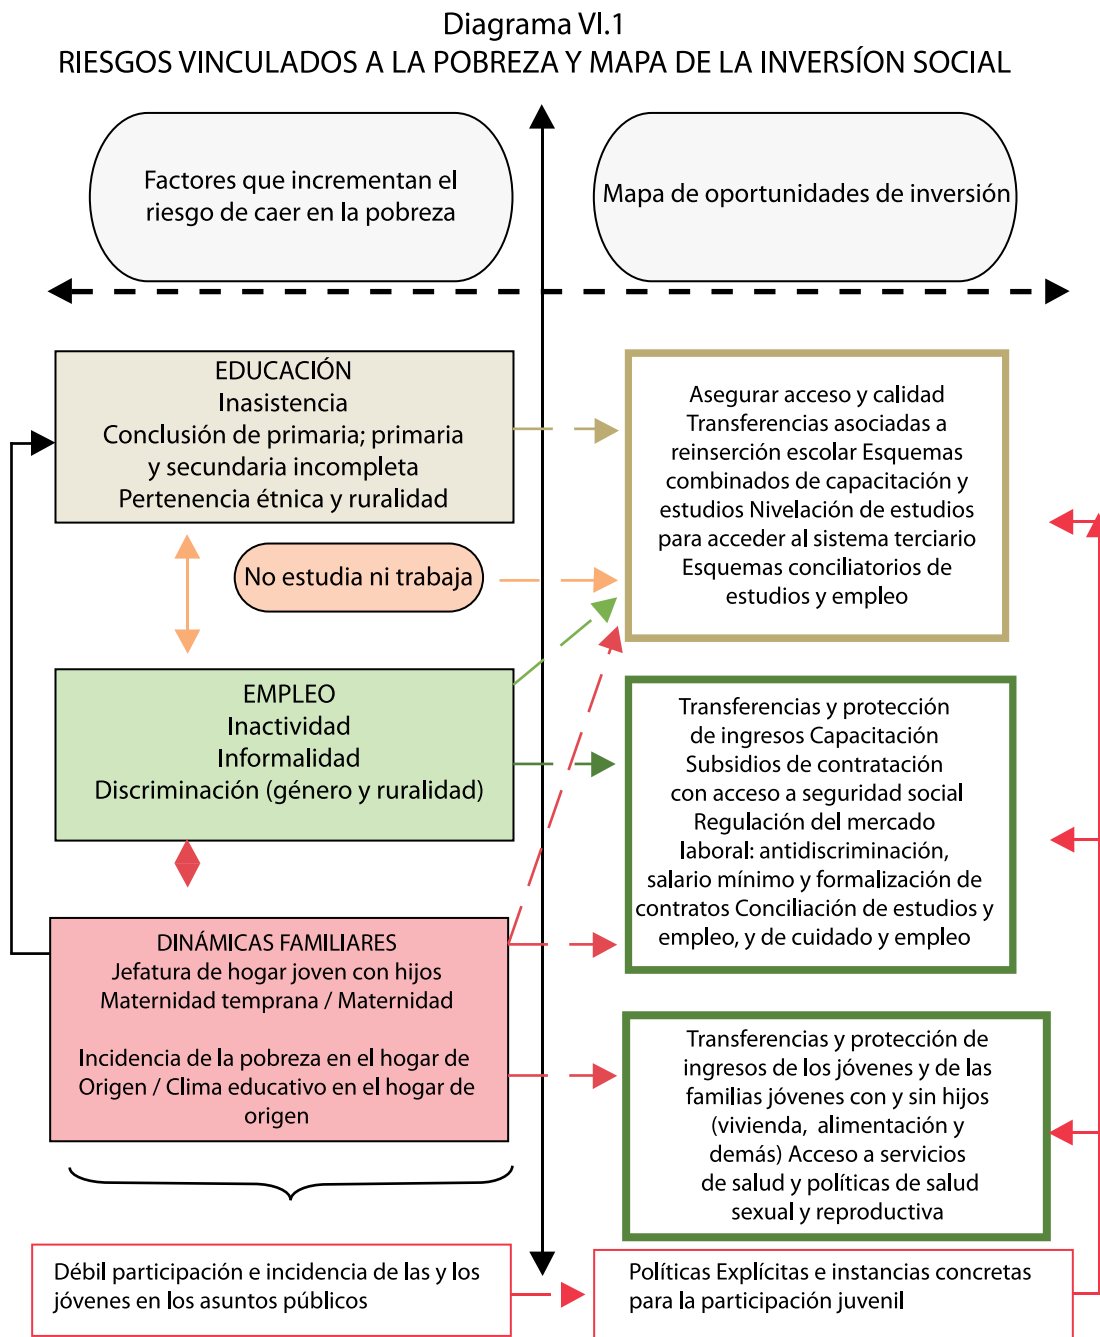 Diagrama VI.1
RIESGOS VINCULADOS A LA POBREZA Y MAPA DE LA INVERSÍON SOCIAL
Factores que incrementan el
riesgo de caer en la pobreza
Mapa de oportunidades de inversión
EDUCACIÓN
Inasistencia
Conclusión de primaria; primaria
y secundaria incompleta
Pertenencia étnica y ruralidad
Asegurar acceso y calidad
Transferencias asociadas a
reinserción escolar Esquemas
combinados de capacitación y
estudios Nivelación de estudios
para acceder al sistema terciario
Esquemas conciliatorios de
estudios y empleo
No estudia ni trabaja
EMPLEO
Inactividad
Informalidad
Discriminación (género y ruralidad)
Transferencias y protección
de ingresos Capacitación
Subsidios de contratación
con acceso a seguridad social
Regulación del mercado
laboral: antidiscriminación,
salario mínimo y formalización de
contratos Conciliación de estudios y
empleo, y de cuidado y empleo
DINÁMICAS FAMILIARES
Jefatura de hogar joven con hijos
Maternidad temprana / Maternidad
Incidencia de la pobreza en el hogar de
Origen / Clima educativo en el hogar de
origen
Transferencias y protección de
ingresos de los jóvenes y de las
familias jóvenes con y sin hijos
(vivienda, alimentación y
demás) Acceso a servicios
de salud y políticas de salud
sexual y reproductiva
Débil participación e incidencia de las y los
jóvenes en los asuntos públicos
Políticas Explícitas e instancias concretas
para la participación juvenil